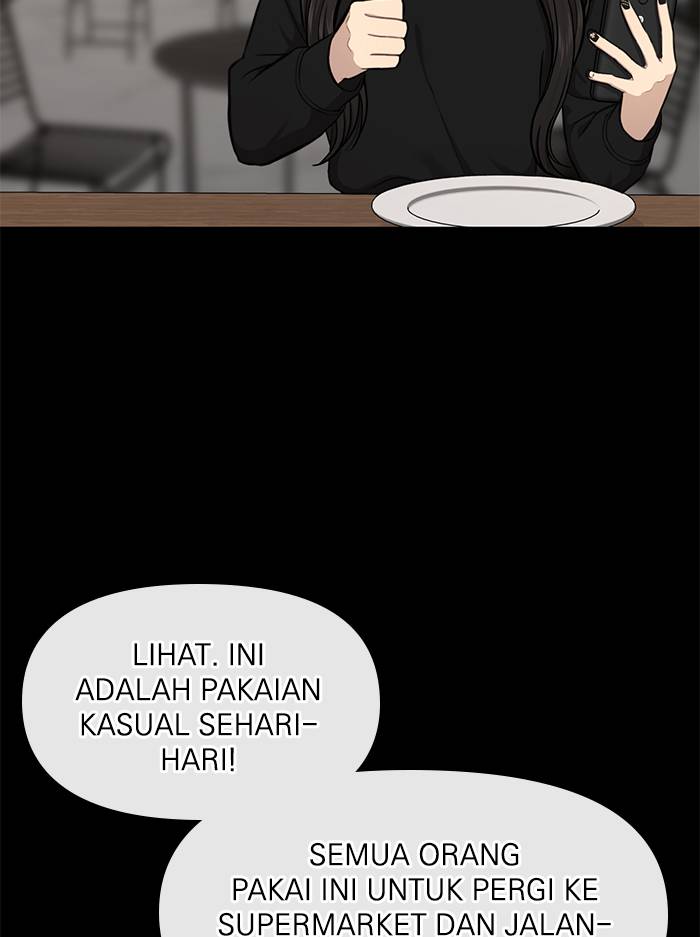 LIHAT. INI
ADALAH PAKAIAN
KASUAL SEHARI-
HARI!
SEMUA ORANG
PAKAI INI UNTUK PERGI KE
SUPERMARKET DAN JALAN-